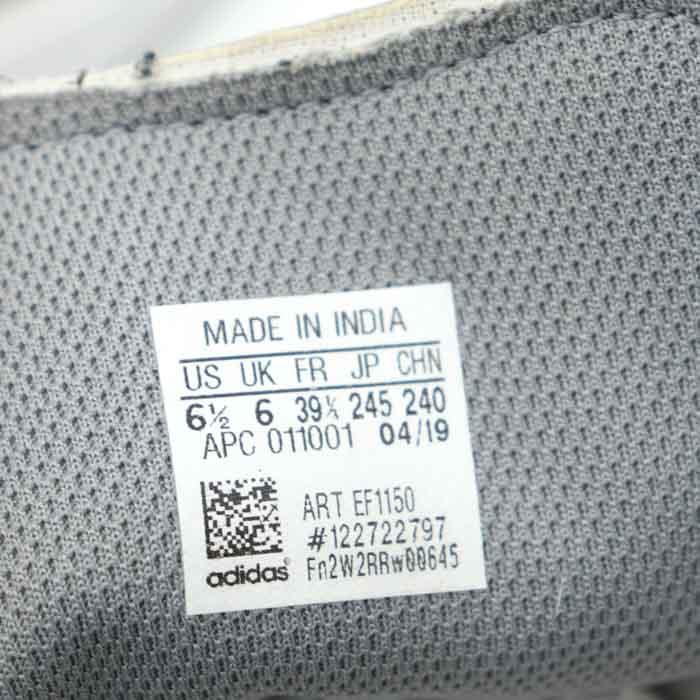 MADE IN INDIA
US UK FR JP CHN
6½ 6 39⅓ 245 240
APC 011001 04/19
ART EF1150
#122722797
adidas Fn2W2RRw00645